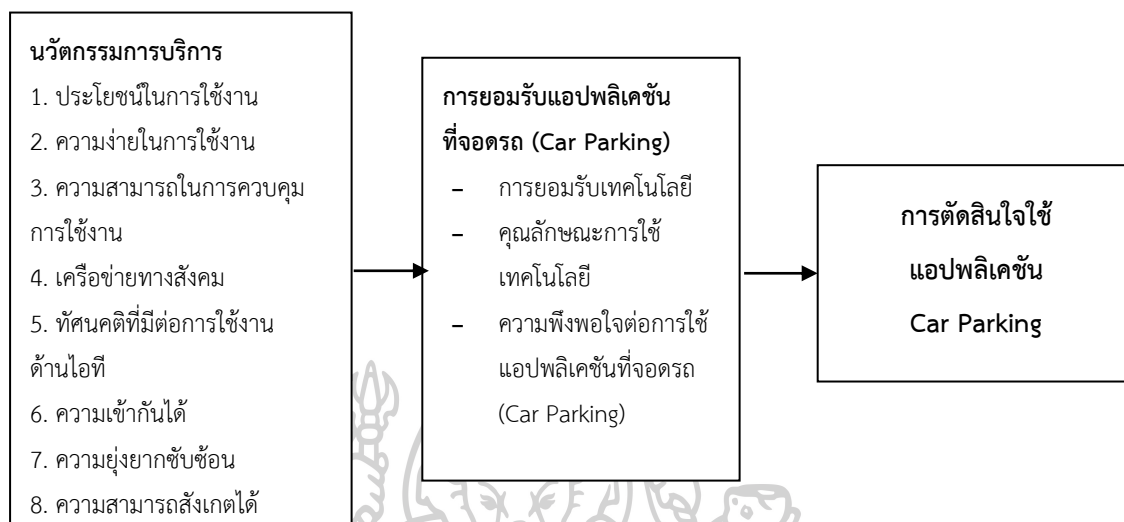 นวัตกรรมการบริการ
1. ประโยชน์ในการใช้งาน
2. ความง่ายในการใช้งาน
3. ความสามารถในการควบคุม
การใช้งาน
4. เครือข่ายทางสังคม
5. ทัศนคติที่มีต่อการใช้งาน
ด้านไอที
6. ความเข้ากันได้
7. ความยุ่งยากซับซ้อน
8. ความสามารถสังเกตได้
การยอมรับแอปพลิเคชัน
ที่จอดรถ (Car Parking)
- การยอมรับเทคโนโลยี
- คุณลักษณะการใช้
เทคโนโลยี
- ความพึงพอใจต่อการใช้
แอปพลิเคชันที่จอดรถ
(Car Parking)
การตัดสินใจใช้
แอปพลิเคชัน
Car Parking